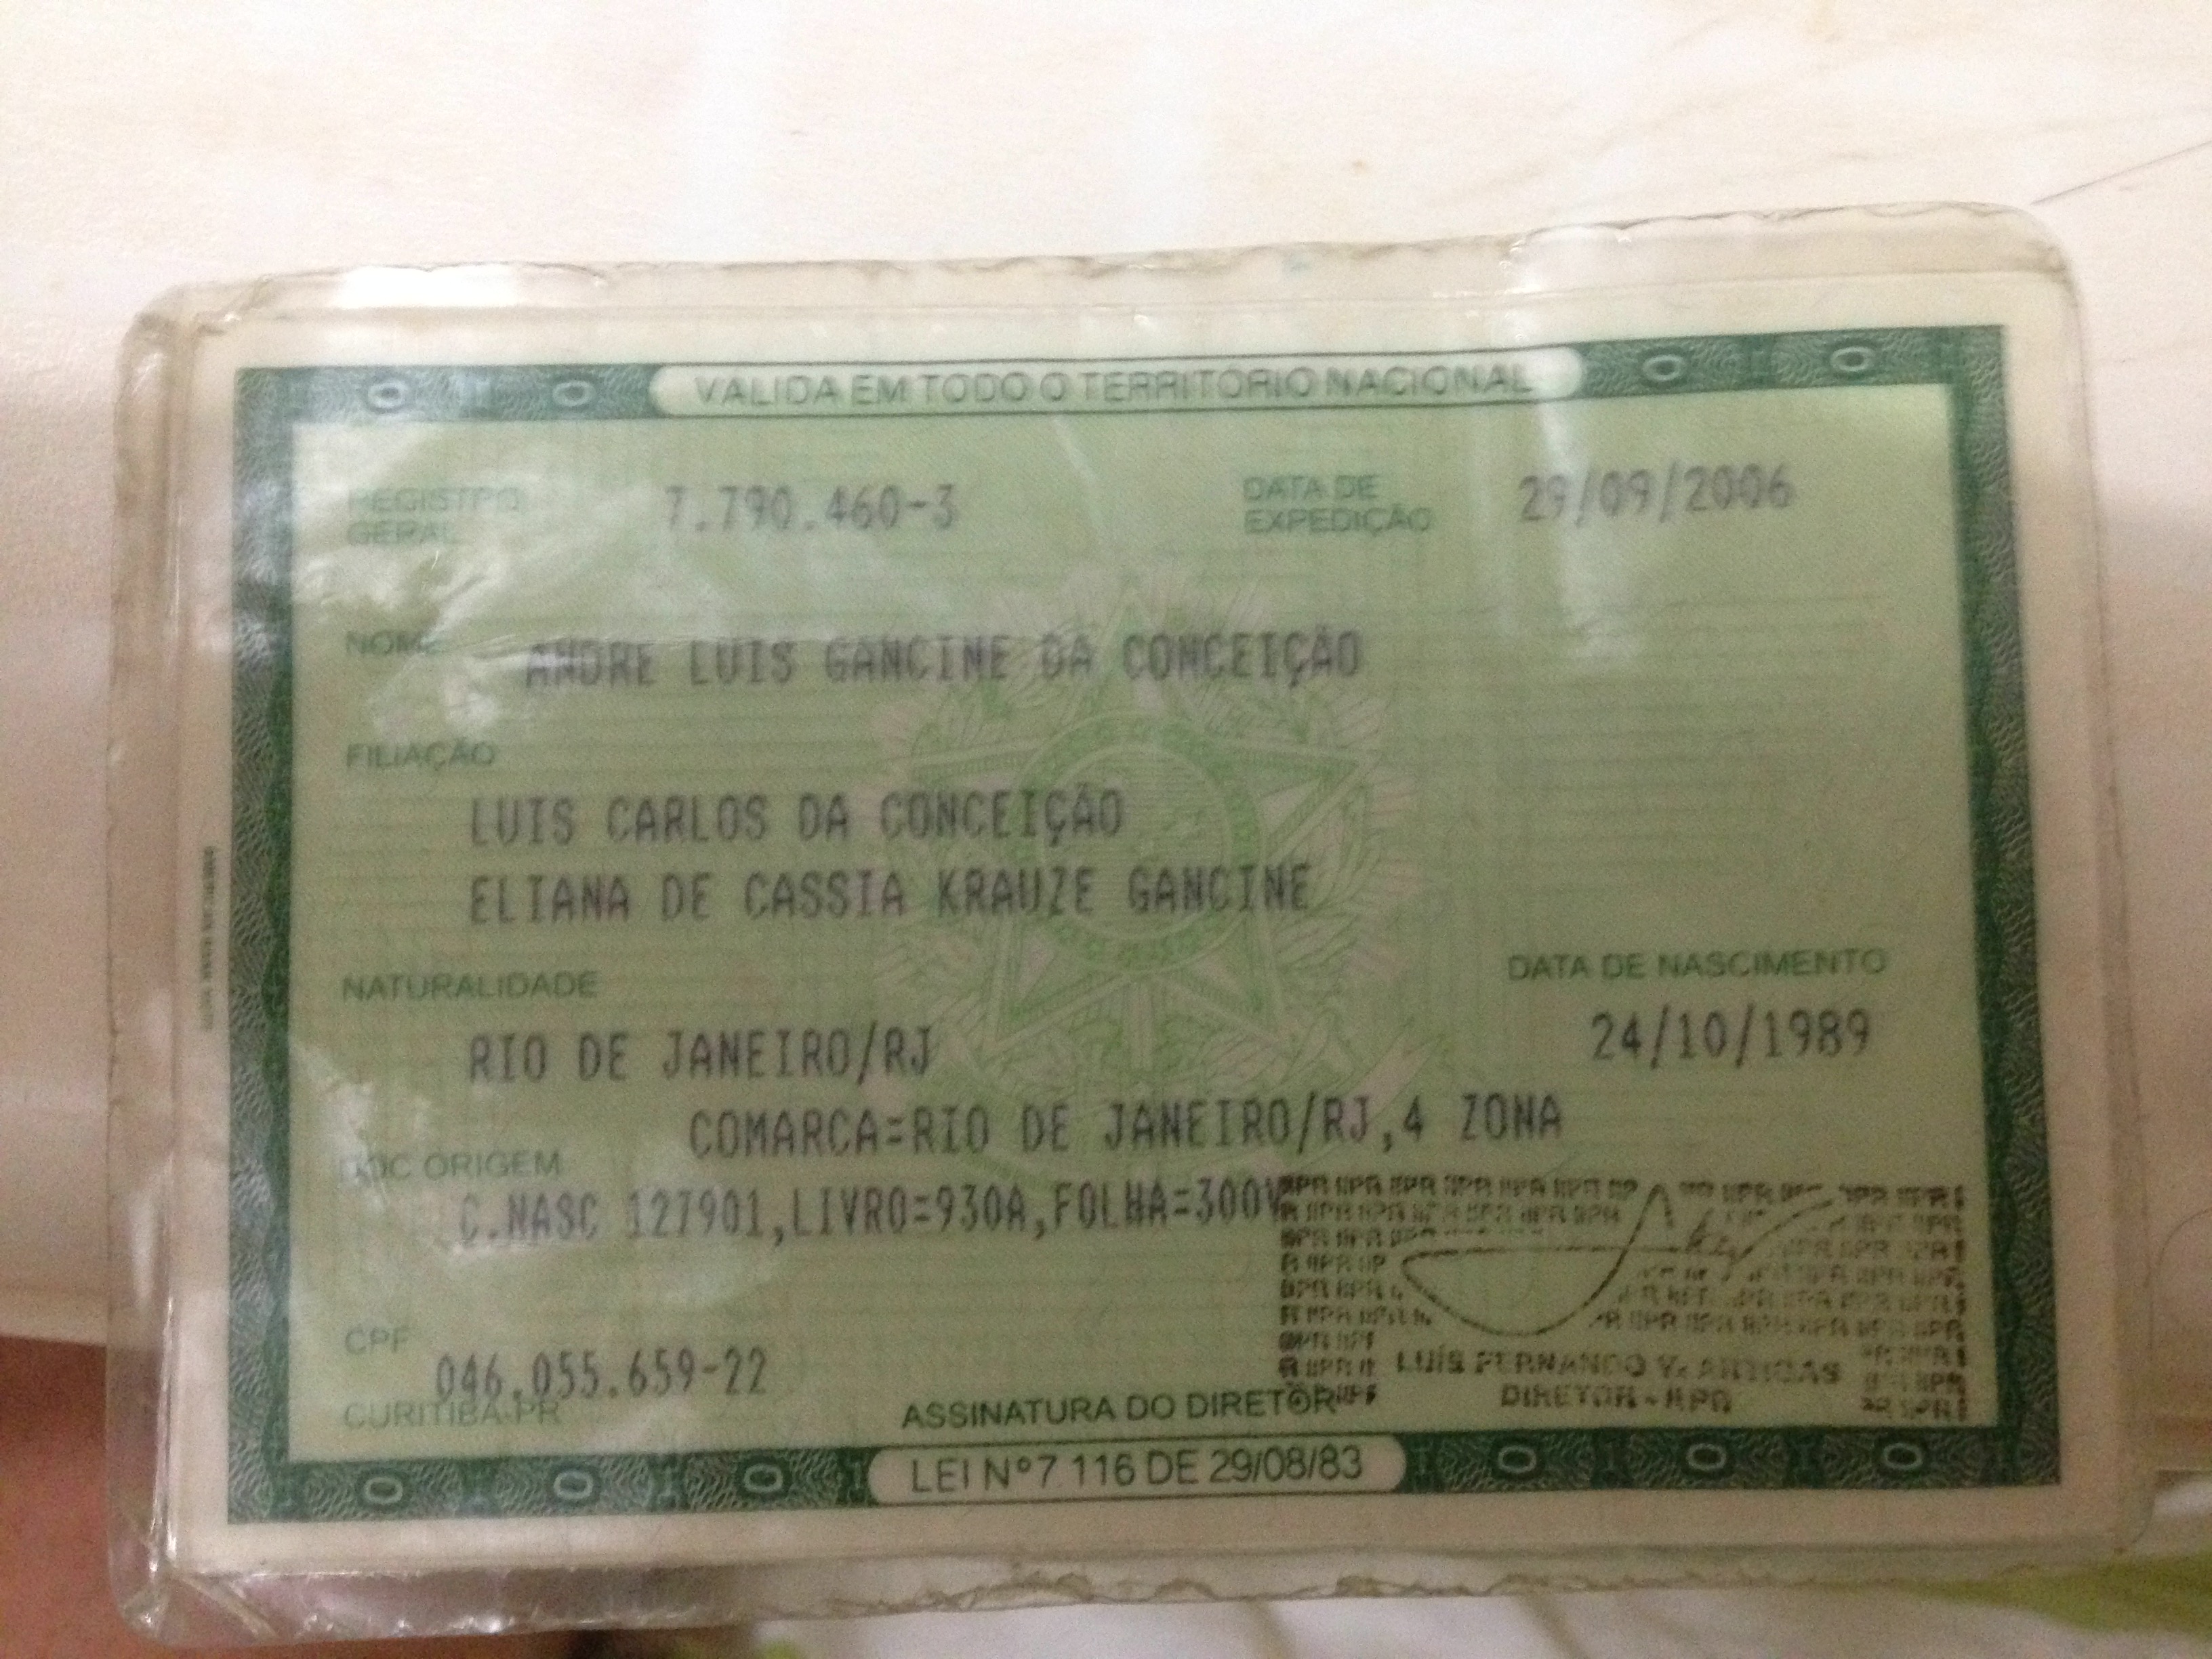 VALIDA EM TODO O TERRITÓRIO NACIONAL
REGISTRO GERAL 7.790.460-3 DATA DE EXPEDIÇÃO 29/09/2006
NOME ANDRE LUIS GANCINE DA CONCEIÇÃO
FILIAÇÃO
LUIS CARLOS DA CONCEIÇÃO
ELIANA DE CASSIA KRAUZE GANCINE
NATURALIDADE DATA DE NASCIMENTO
RIO DE JANEIRO/RJ 24/10/1989
COMARCA=RIO DE JANEIRO/RJ,4 ZONA
DOC ORIGEM
C.NASC 127901,LIVRO=930A,FOLHA=300V
CPF
046.055.659-22
CURITIBA-PR
LUÍS FERNANDO V. ARTIGAS
DIRETOR - IIPR
ASSINATURA DO DIRETOR
LEI Nº 7.116 DE 29/08/83